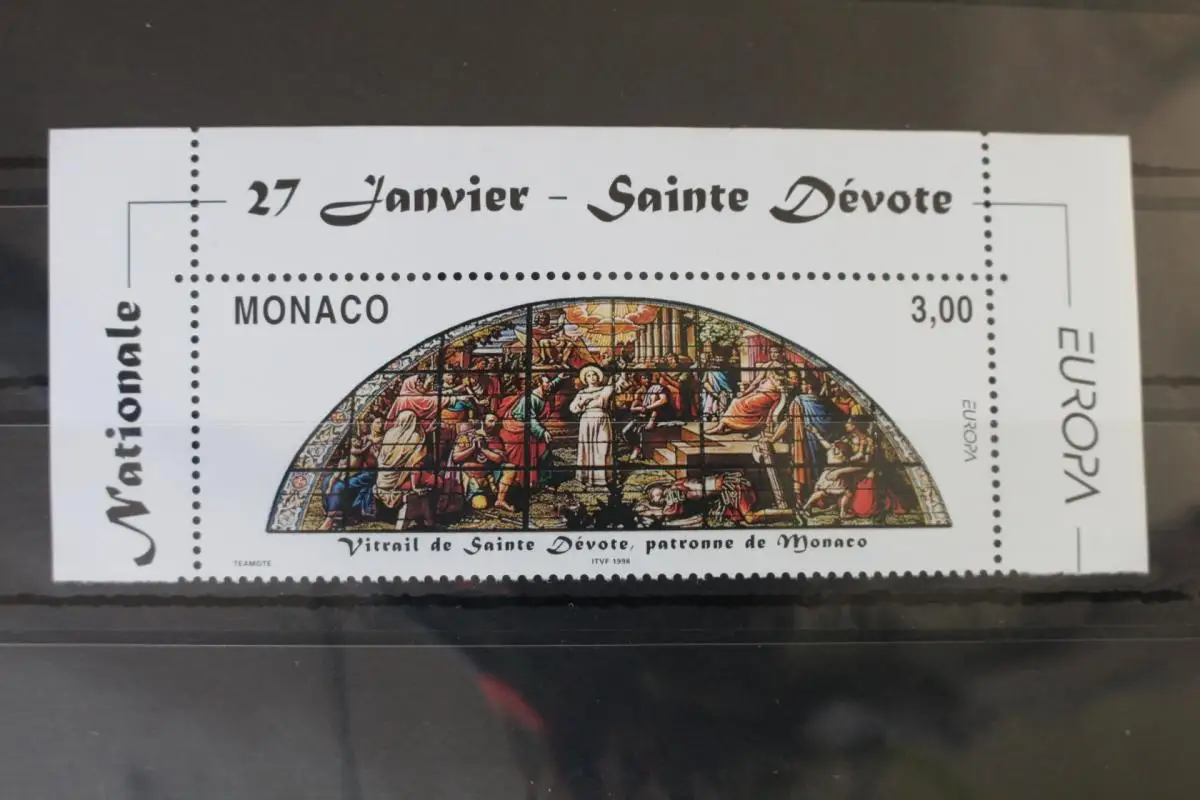 27 Janvier – Sainte Dévote
Nationale
MONACO
3,00
EUROPA
EUROPA
Vitrail de Sainte Dévote, patronne de Monaco
TEAMGTE
ITVF 1998